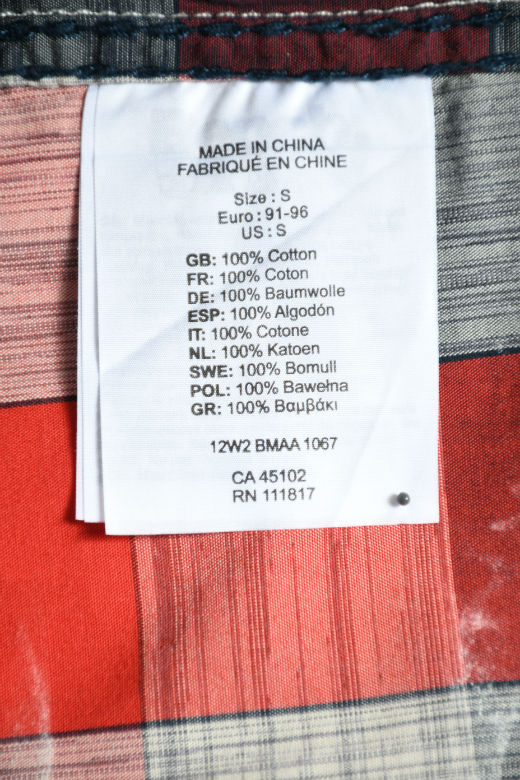 MADE IN CHINA
FABRIQUÉ EN CHINE
Size : S
Euro : 91-96
US : S
GB: 100% Cotton
FR: 100% Coton
DE: 100% Baumwolle
ESP: 100% Algodón
IT: 100% Cotone
NL: 100% Katoen
SWE: 100% Bomull
POL: 100% Bawełna
GR: 100% Βαμβάκι
12W2 BMAA 1067
CA 45102
RN 111817